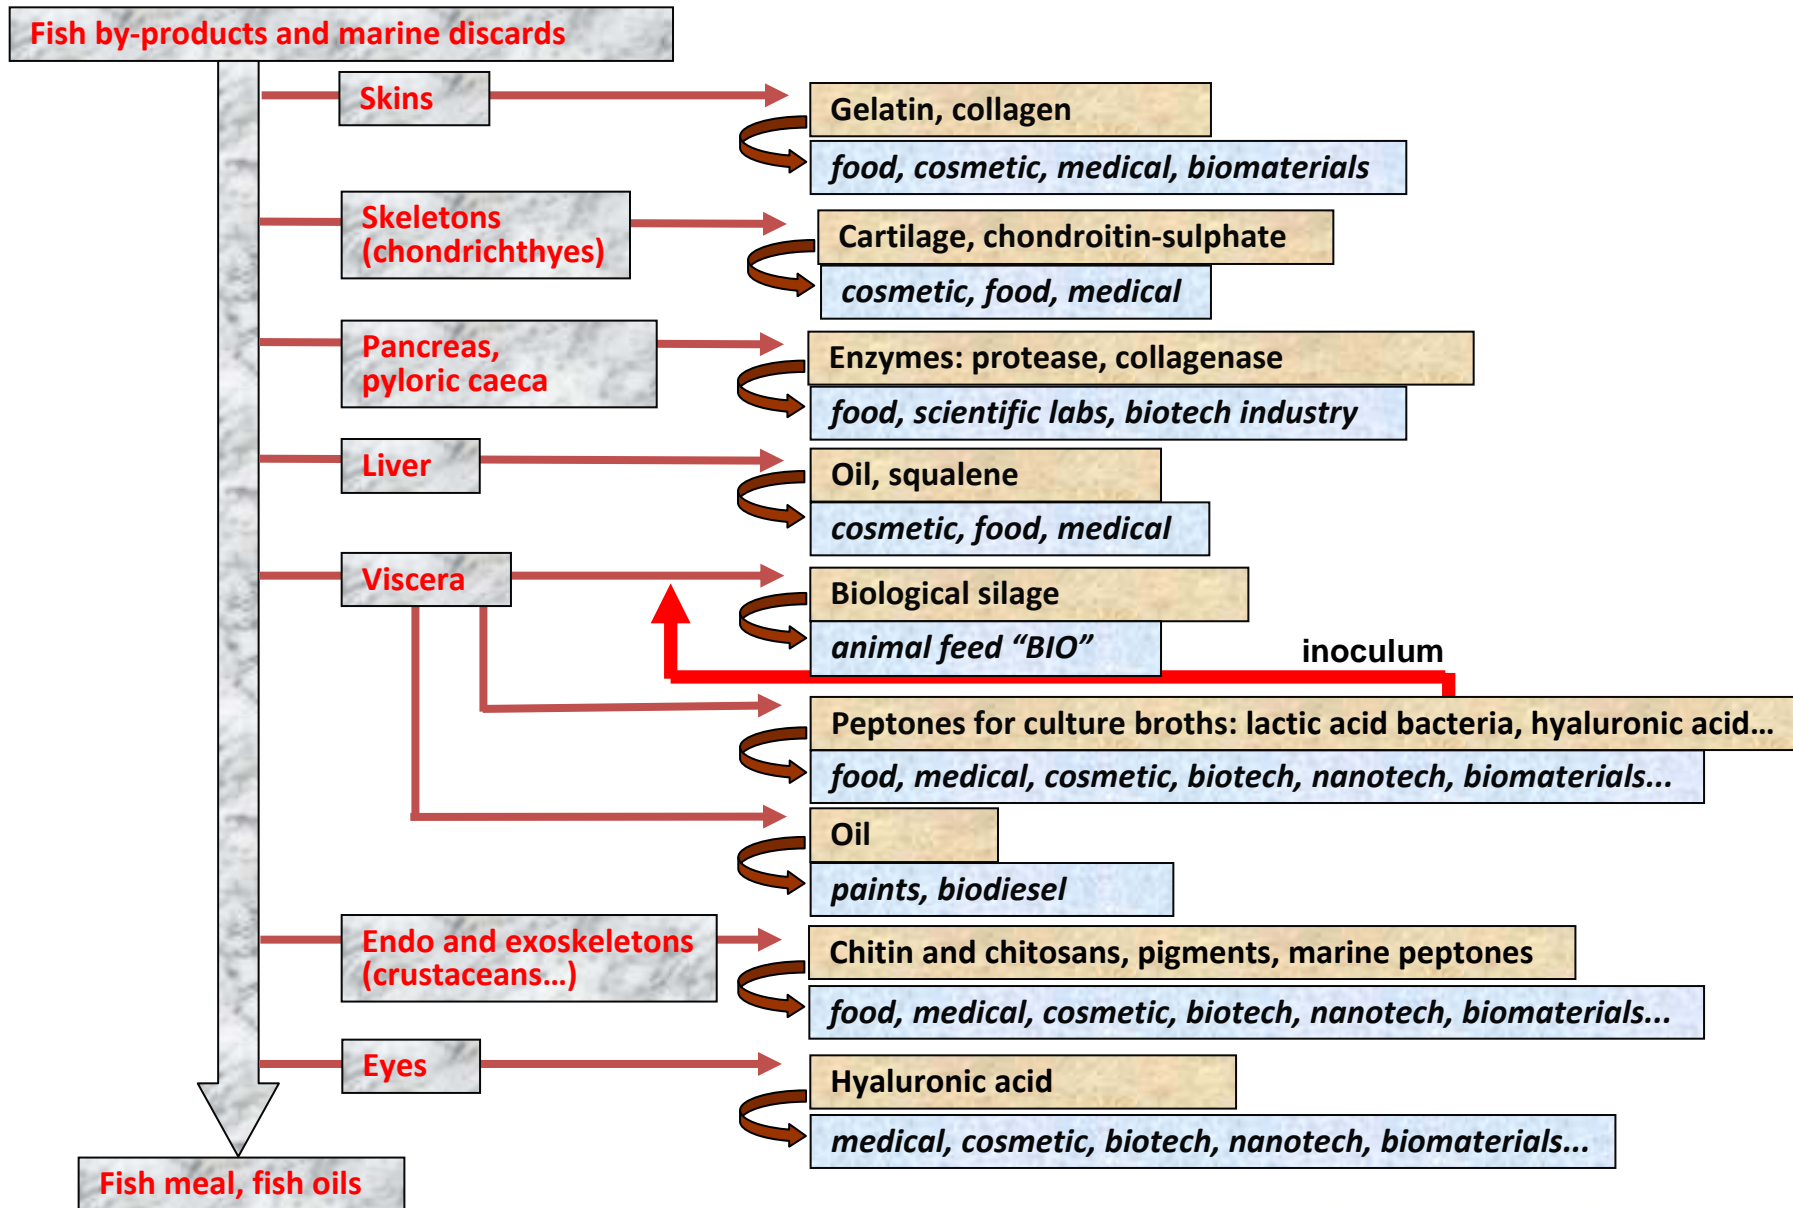 Fish by-products and marine discards
Skins
Gelatin, collagen
food, cosmetic, medical, biomaterials
Skeletons
(chondrichthyes)
Cartilage, chondroitin-sulphate
cosmetic, food, medical
Pancreas,
pyloric caeca
Enzymes: protease, collagenase
food, scientific labs, biotech industry
Liver
Oil, squalene
cosmetic, food, medical
Viscera
Biological silage
animal feed “BIO”
inoculum
Peptones for culture broths: lactic acid bacteria, hyaluronic acid…
food, medical, cosmetic, biotech, nanotech, biomaterials...
Oil
paints, biodiesel
Endo and exoskeletons
(crustaceans…)
Chitin and chitosans, pigments, marine peptones
food, medical, cosmetic, biotech, nanotech, biomaterials...
Eyes
Hyaluronic acid
medical, cosmetic, biotech, nanotech, biomaterials...
Fish meal, fish oils